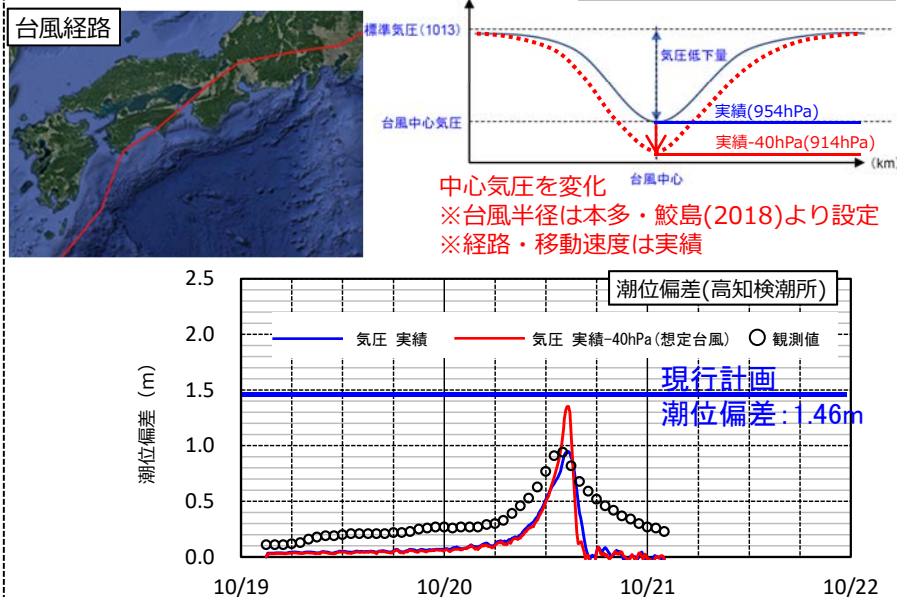 台風経路
標準気圧(1013)
気圧低下量
実績(954hPa)
台風中心気圧
実績-40hPa(914hPa)
(km)
台風中心
中心気圧を変化
※台風半径は本多・鮫島(2018)より設定
※経路・移動速度は実績
潮位偏差(高知検潮所)
気圧 実績
気圧 実績-40hPa(想定台風)
観測値
現行計画
潮位偏差:1.46m
潮位偏差 (m)
2.5
2.0
1.5
1.0
0.5
0.0
10/19
10/20
10/21
10/22